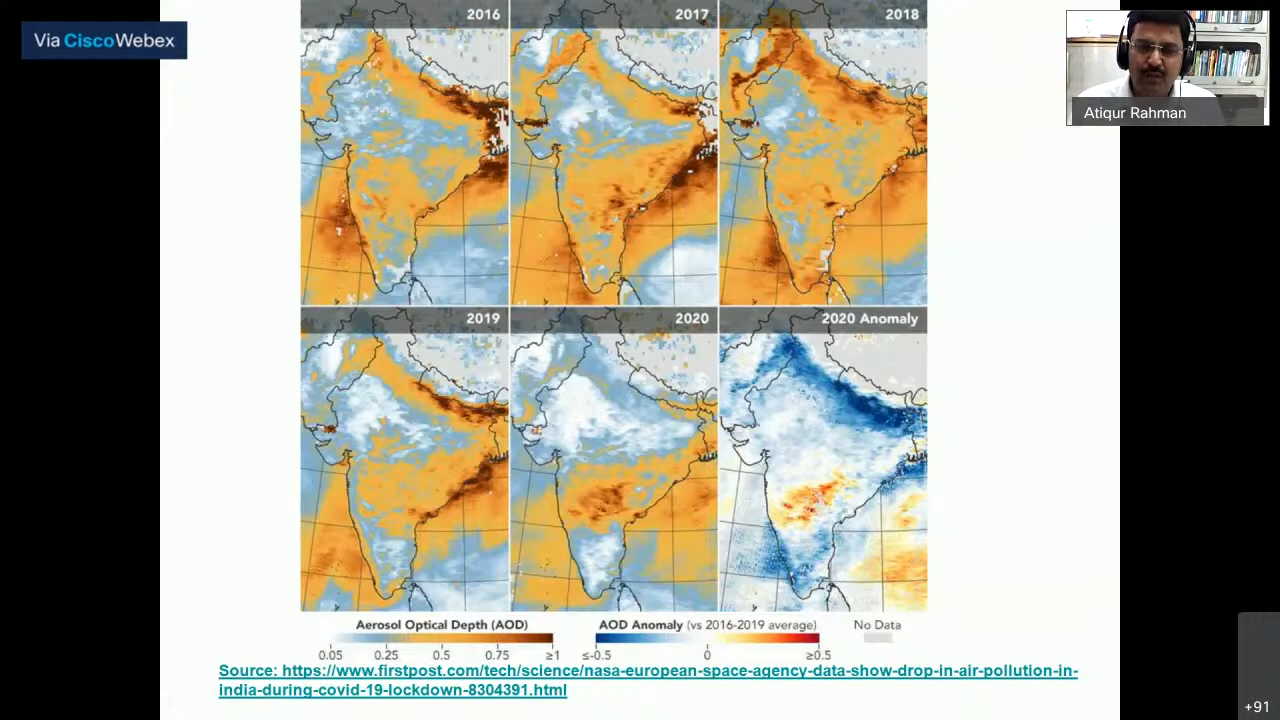 Via CiscoWebex
2016
2017
2018
Atiqur Rahman
2019
2020
2020 Anomaly
Aerosol Optical Depth (AOD)
0.05 0.25 0.5 0.75 ≥1
AOD Anomaly (vs 2016-2019 average)
≤-0.5 0 ≥0.5
No Data
Source: https://www.firstpost.com/tech/science/nasa-european-space-agency-data-show-drop-in-air-pollution-in-
india-during-covid-19-lockdown-8304391.html
+91